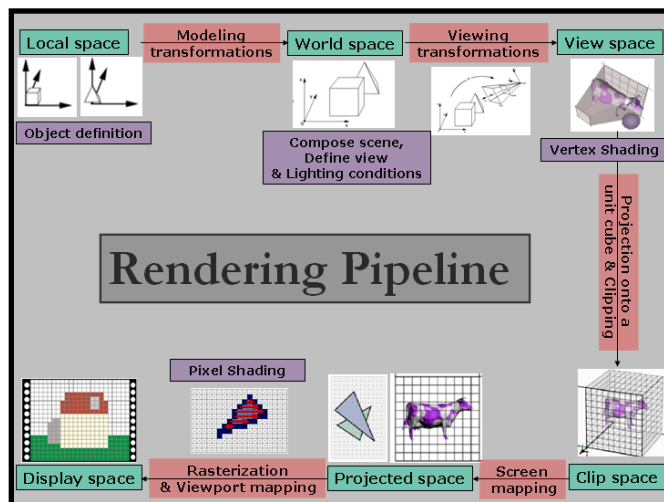 Local space
Modeling
transformations
World space
Viewing
transformations
View space
Object definition
Compose scene,
Define view
& Lighting conditions
Vertex Shading
Projection onto a
unit cube & Clipping
Rendering Pipeline
Pixel Shading
Display space
Rasterization
& Viewport mapping
Projected space
Screen
mapping
Clip space